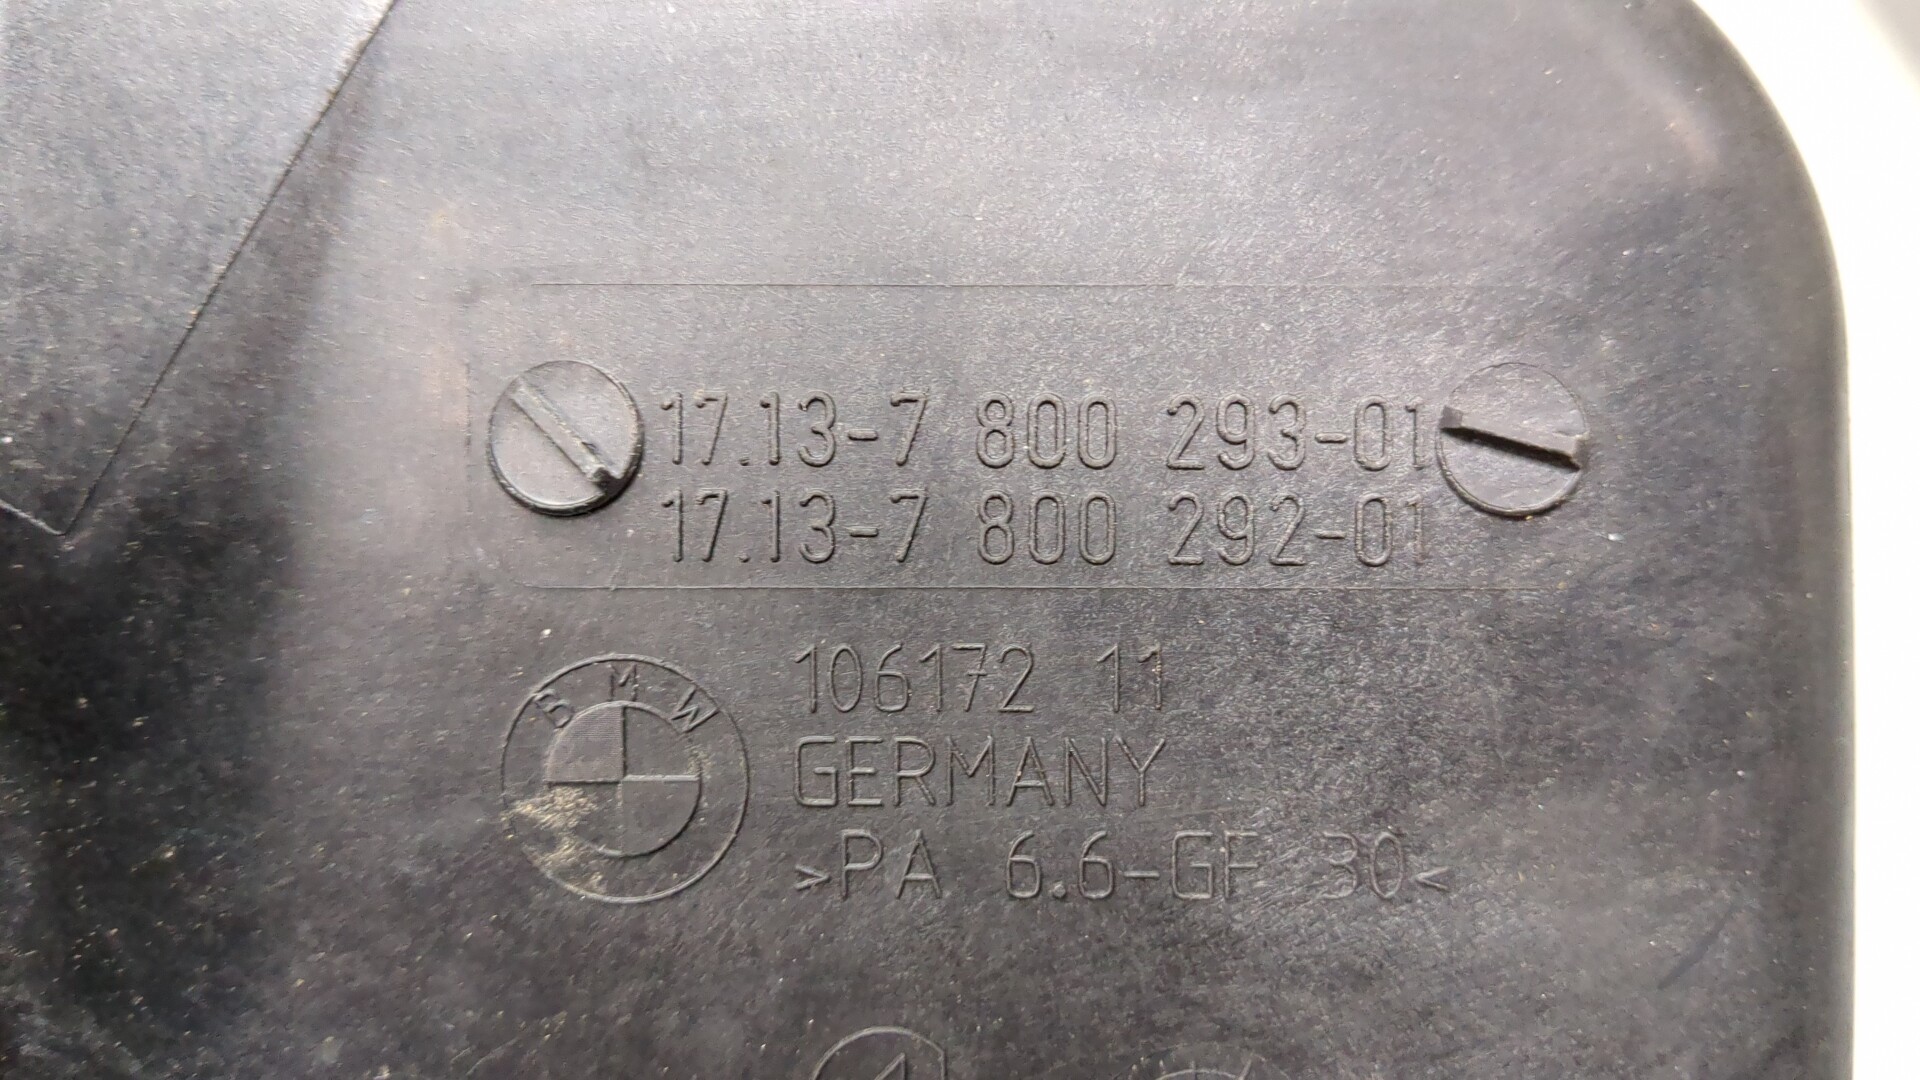 17.13-7 800 293-01
17.13-7 800 292-01
BMW
106172 11
GERMANY
>PA 6.6-GF 30<